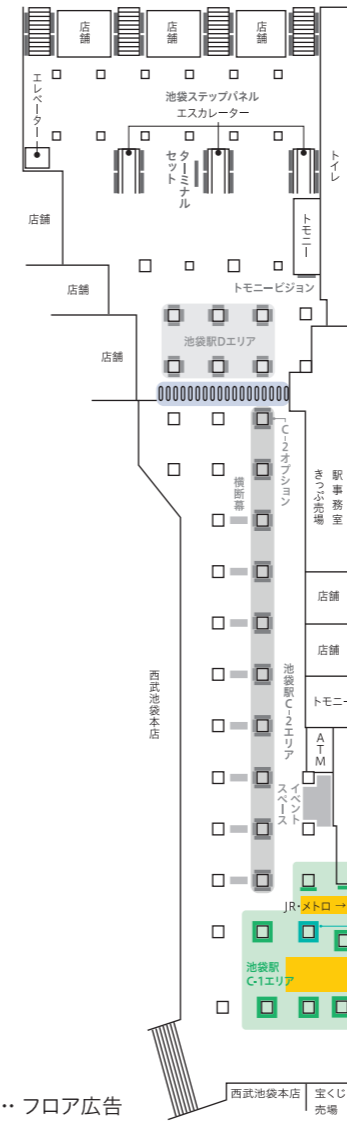 店舗
店舗
店舗
エレベーター
池袋ステップパネル
エスカレーター
ターミナル
セット
トイレ
トモニー
店舗
店舗
トモニービジョン
池袋駅Dエリア
店舗
C-2オプション
横断幕
駅事務室
きっぷ売場
店舗
店舗
西武池袋本店
池袋駅C-2エリア
トモニー
ATM
イベント
スペース
JR・メトロ →
池袋駅
C-1エリア
西武池袋本店
宝くじ
売場
‥ フロア広告